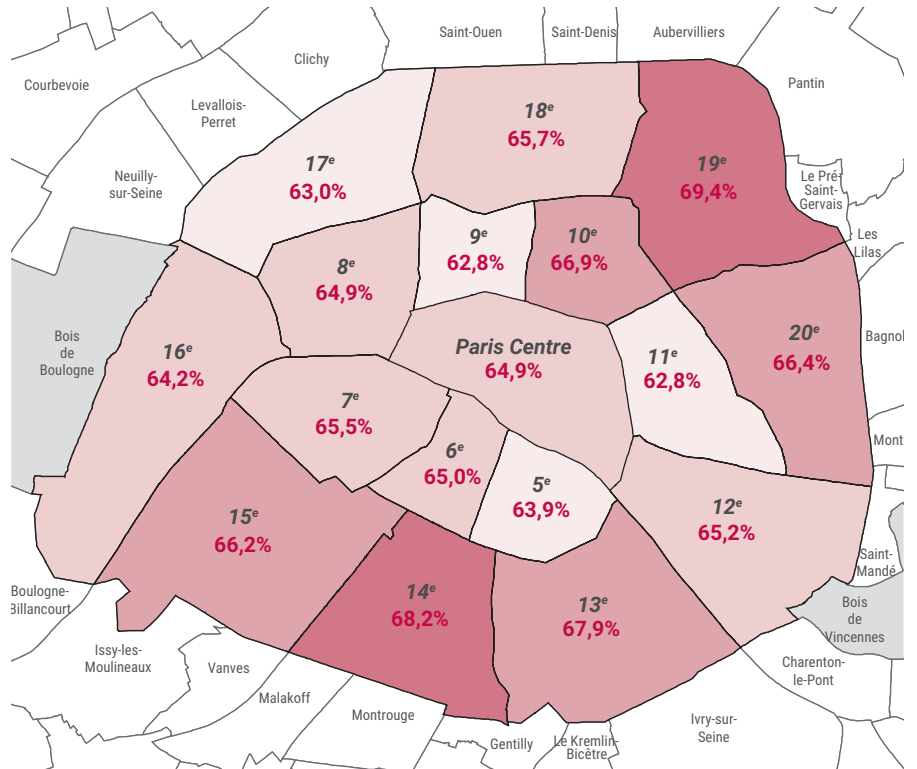 Saint-Ouen
Saint-Denis
Aubervilliers
Clichy
Courbevoie
Pantin
Levallois-
Perret
18ᵉ
65,7%
17ᵉ
63,0%
19ᵉ
69,4%
Neuilly-
sur-Seine
Le Pré-
Saint-
Gervais
Les
Lilas
9ᵉ
62,8%
10ᵉ
66,9%
8ᵉ
64,9%
Bois
de
Boulogne
16ᵉ
64,2%
Paris Centre
64,9%
11ᵉ
62,8%
20ᵉ
66,4%
Bagnol
7ᵉ
65,5%
Mont
6ᵉ
65,0%
5ᵉ
63,9%
12ᵉ
65,2%
15ᵉ
66,2%
Saint-
Mandé
14ᵉ
68,2%
13ᵉ
67,9%
Bois
de
Vincennes
Boulogne-
Billancourt
Issy-les-
Moulineaux
Vanves
Malakoff
Montrouge
Gentilly
Le Kremlin-
Bicêtre
Ivry-sur-
Seine
Charenton-
le-Pont